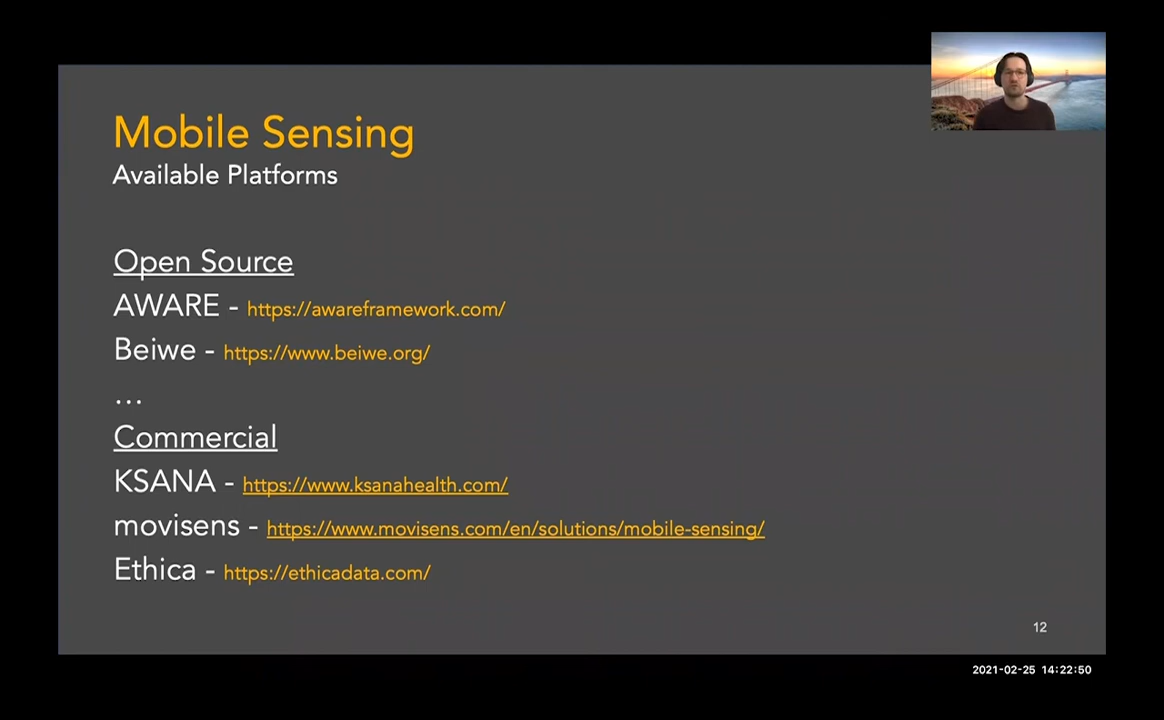 Mobile Sensing
Available Platforms
Open Source
AWARE - https://awareframework.com/
Beiwe - https://www.beiwe.org/
...
Commercial
KSANA - https://www.ksanahealth.com/
movisens - https://www.movisens.com/en/solutions/mobile-sensing/
Ethica - https://ethicadata.com/
12
2021-02-25 14:22:50